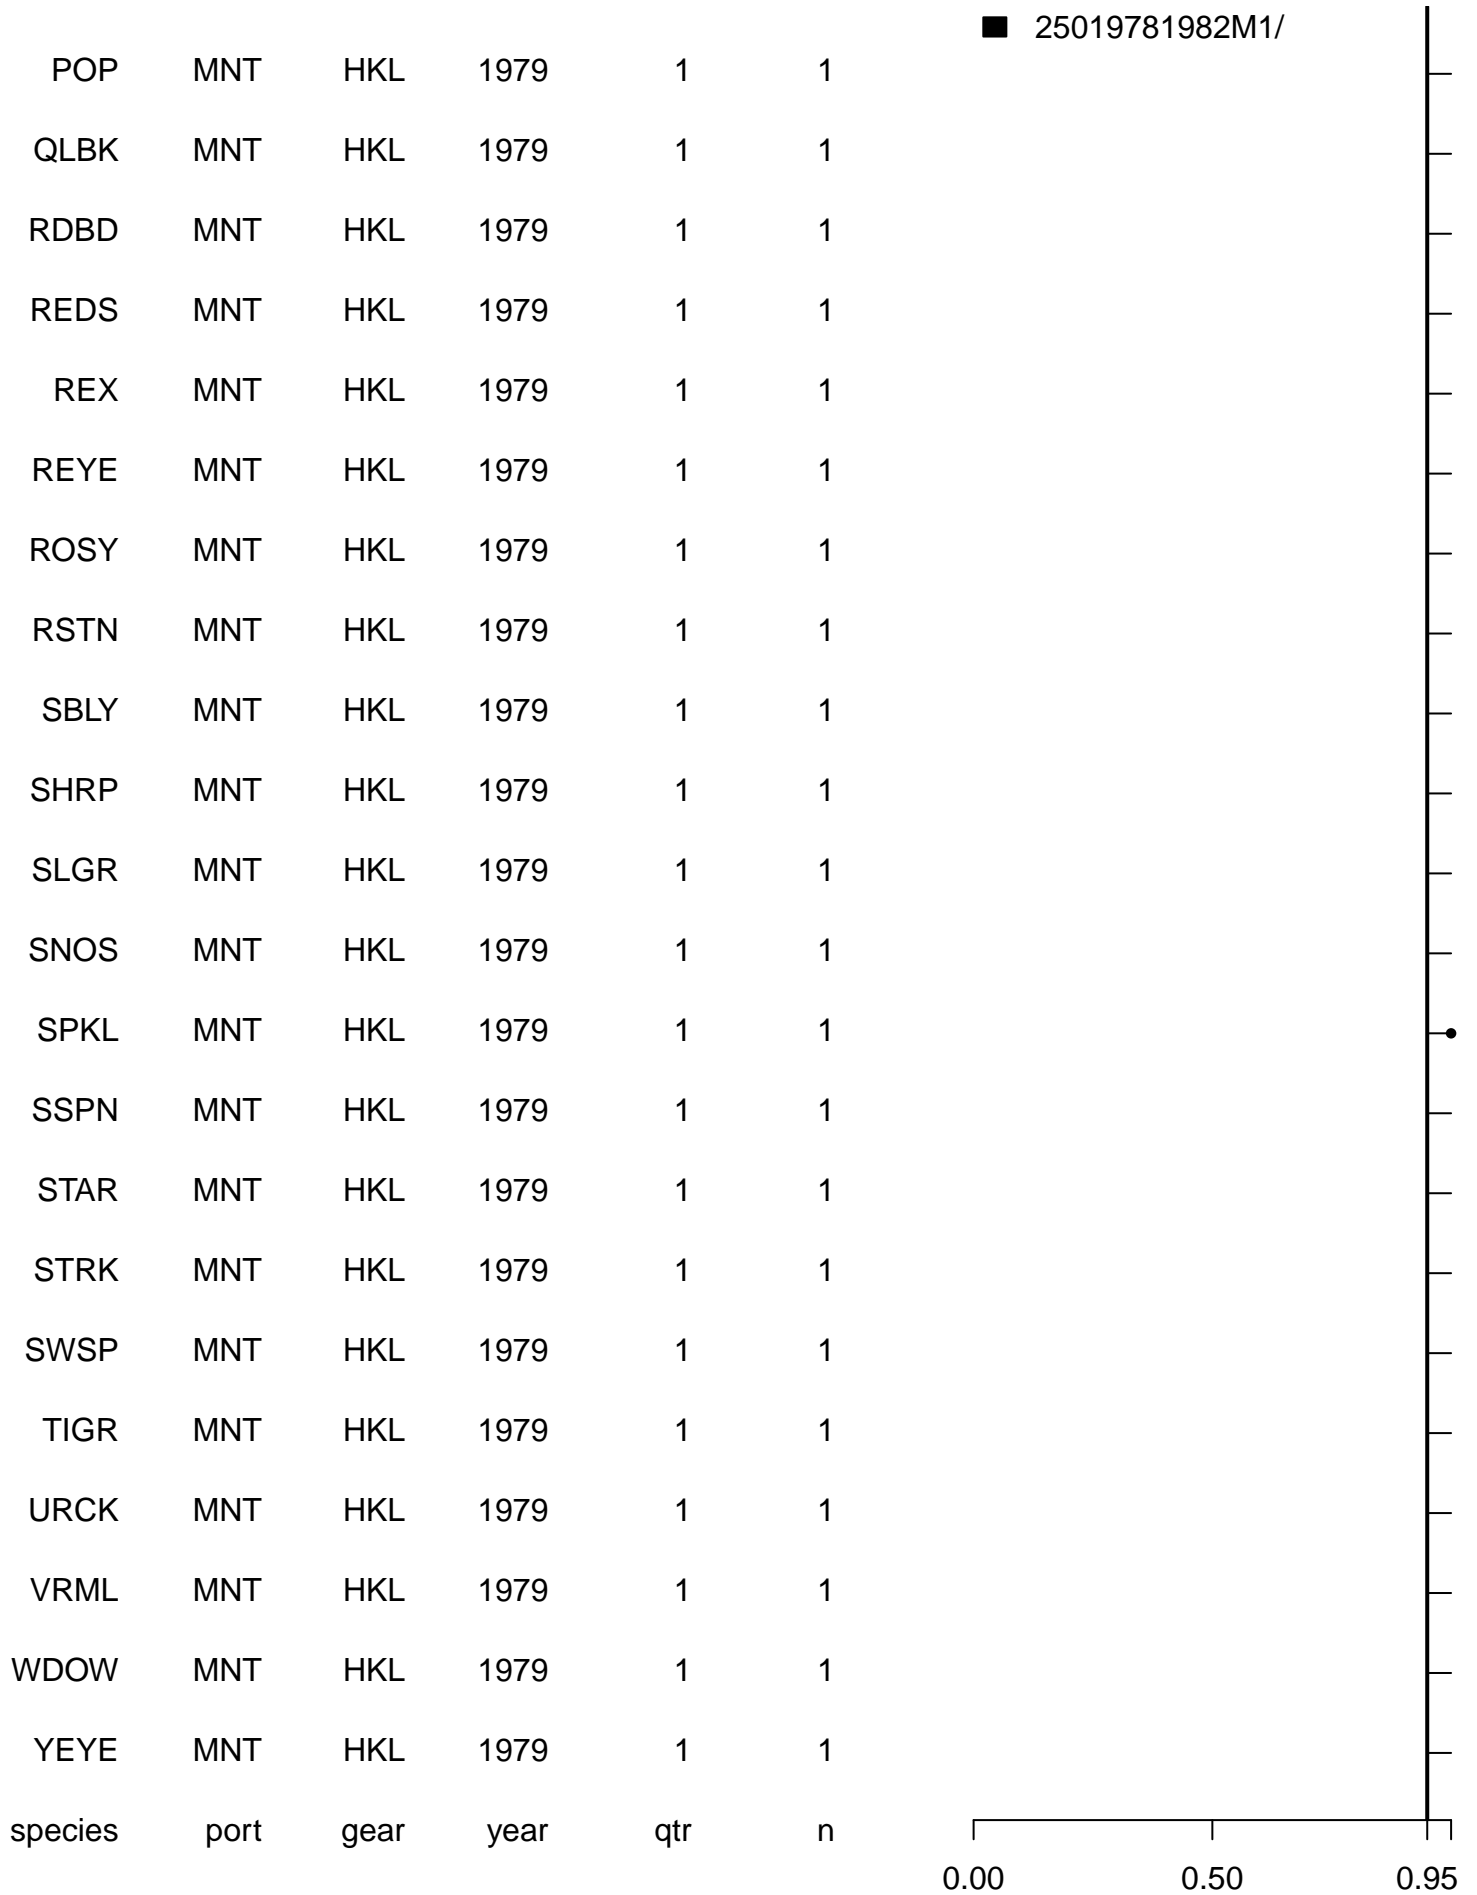 25019781982M1/
POP MNT HKL 1979 1 1
QLBK MNT HKL 1979 1 1
RDBD MNT HKL 1979 1 1
REDS MNT HKL 1979 1 1
REX MNT HKL 1979 1 1
REYE MNT HKL 1979 1 1
ROSY MNT HKL 1979 1 1
RSTN MNT HKL 1979 1 1
SBLY MNT HKL 1979 1 1
SHRP MNT HKL 1979 1 1
SLGR MNT HKL 1979 1 1
SNOS MNT HKL 1979 1 1
SPKL MNT HKL 1979 1 1
SSPN MNT HKL 1979 1 1
STAR MNT HKL 1979 1 1
STRK MNT HKL 1979 1 1
SWSP MNT HKL 1979 1 1
TIGR MNT HKL 1979 1 1
URCK MNT HKL 1979 1 1
VRML MNT HKL 1979 1 1
WDOW MNT HKL 1979 1 1
YEYE MNT HKL 1979 1 1
species port gear year qtr n
0.00 0.50 0.95